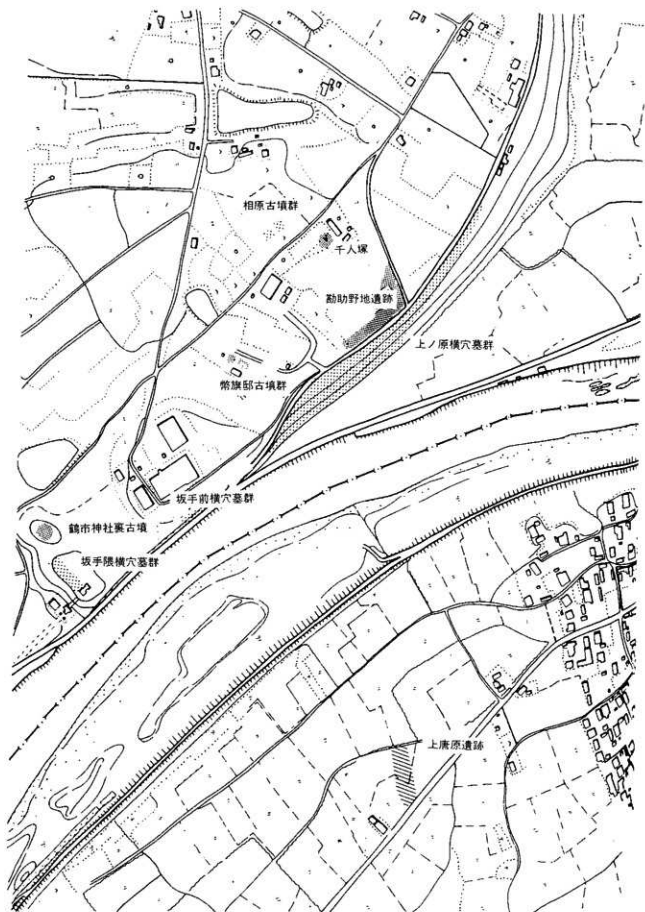 相原古墳群
千人塚
勘助野地遺跡
上ノ原横穴墓群
幣旗邸古墳群
坂手前横穴墓群
鶴市神社裏古墳
坂手隈横穴墓群
上唐原遺跡